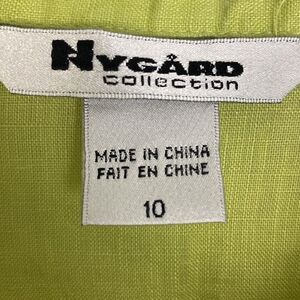 NYGÅRD
collection
MADE IN CHINA
FAIT EN CHINE
10